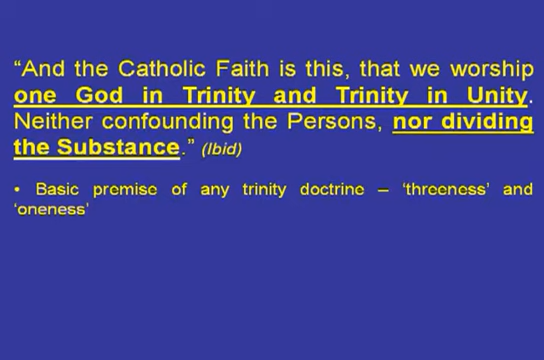 “And the Catholic Faith is this, that we worship
one God in Trinity and Trinity in Unity.
Neither confounding the Persons, nor dividing
the Substance.” (Ibid)
• Basic premise of any trinity doctrine – ‘threeness’ and
‘oneness’